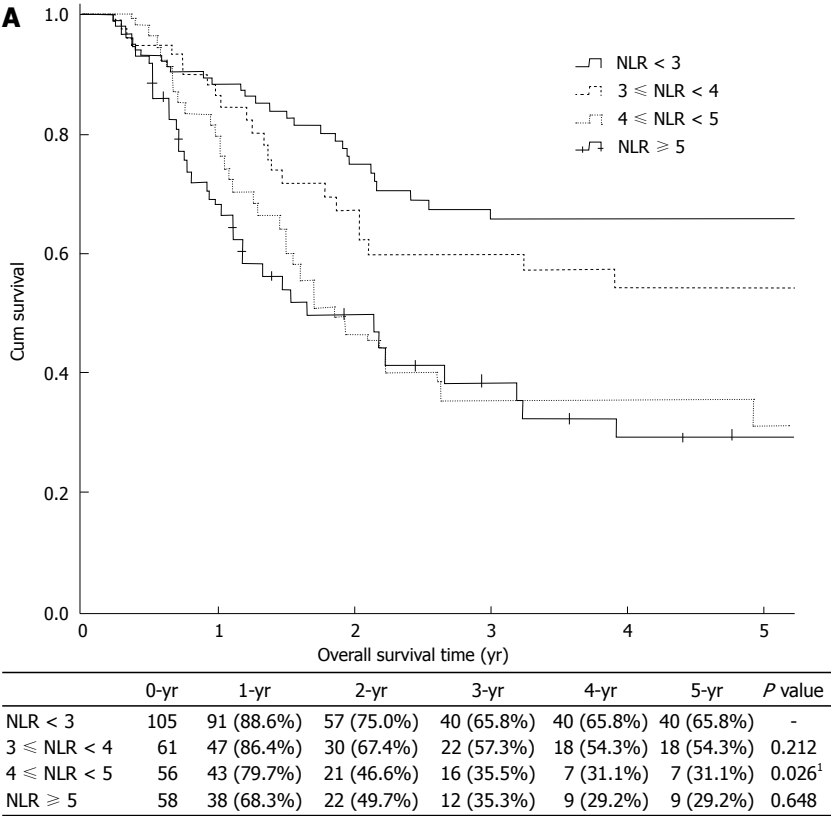 A
1.0
0.8
0.6
0.4
0.2
0.0
Cum survival
NLR < 3
3 ⩽ NLR < 4
4 ⩽ NLR < 5
NLR ⩾ 5
0 1 2 3 4 5
Overall survival time (yr)
0-yr 1-yr 2-yr 3-yr 4-yr 5-yr P value
NLR < 3 105 91 (88.6%) 57 (75.0%) 40 (65.8%) 40 (65.8%) 40 (65.8%) -
3 ⩽ NLR < 4 61 47 (86.4%) 30 (67.4%) 22 (57.3%) 18 (54.3%) 18 (54.3%) 0.212
4 ⩽ NLR < 5 56 43 (79.7%) 21 (46.6%) 16 (35.5%) 7 (31.1%) 7 (31.1%) 0.026¹
NLR ⩾ 5 58 38 (68.3%) 22 (49.7%) 12 (35.3%) 9 (29.2%) 9 (29.2%) 0.648